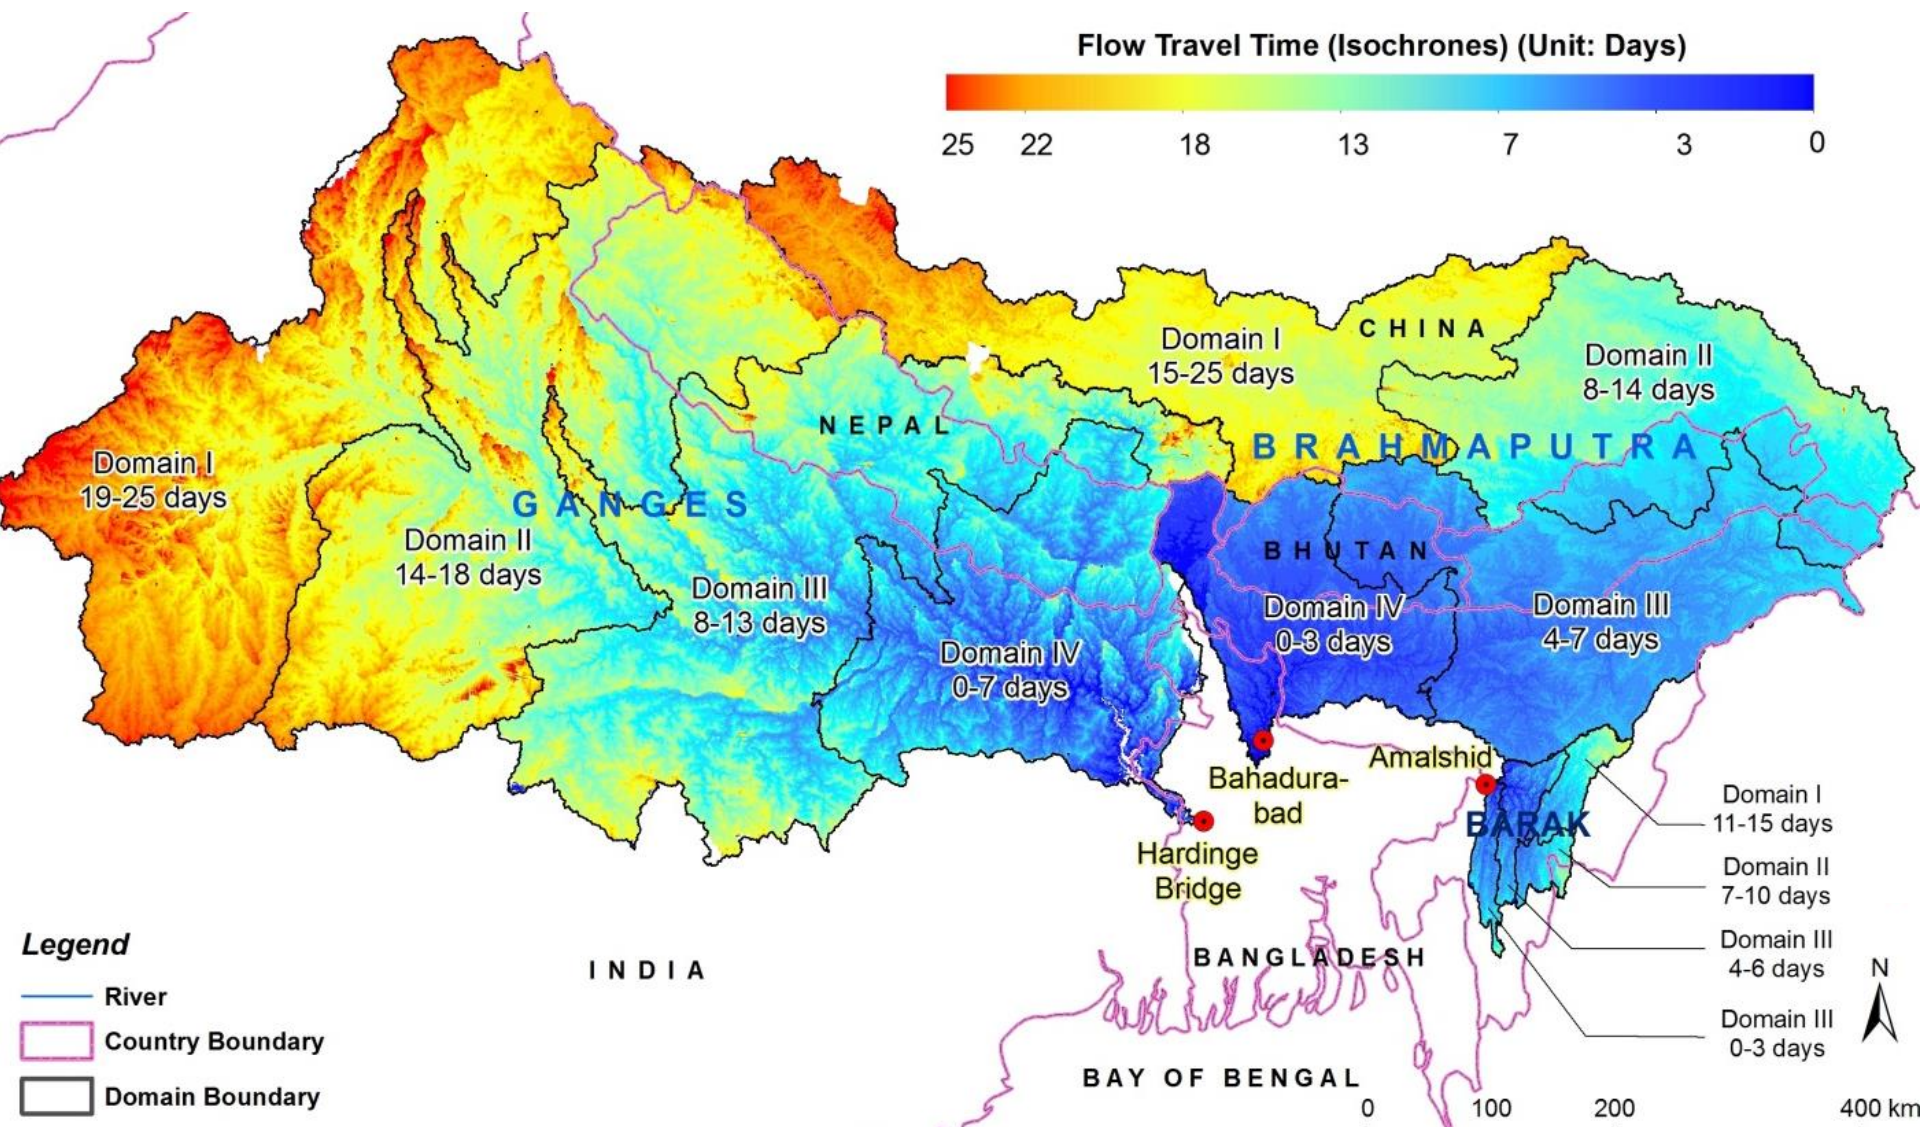 Flow Travel Time (Isochrones) (Unit: Days)
25 22 18 13 7 3 0
CHINA
Domain I
15-25 days
Domain II
8-14 days
NEPAL
BRAHMAPUTRA
Domain I
19-25 days
GANGES
Domain II
14-18 days
BHUTAN
Domain III
8-13 days
Domain IV
0-3 days
Domain III
4-7 days
Domain IV
0-7 days
Amalshid
Bahadura-
bad
BARAK
Domain I
11-15 days
Hardinge
Bridge
Domain II
7-10 days
Legend
INDIA
BANGLADESH
Domain III
4-6 days
N
River
Domain III
0-3 days
Country Boundary
BAY OF BENGAL
Domain Boundary
0 100 200 400 km